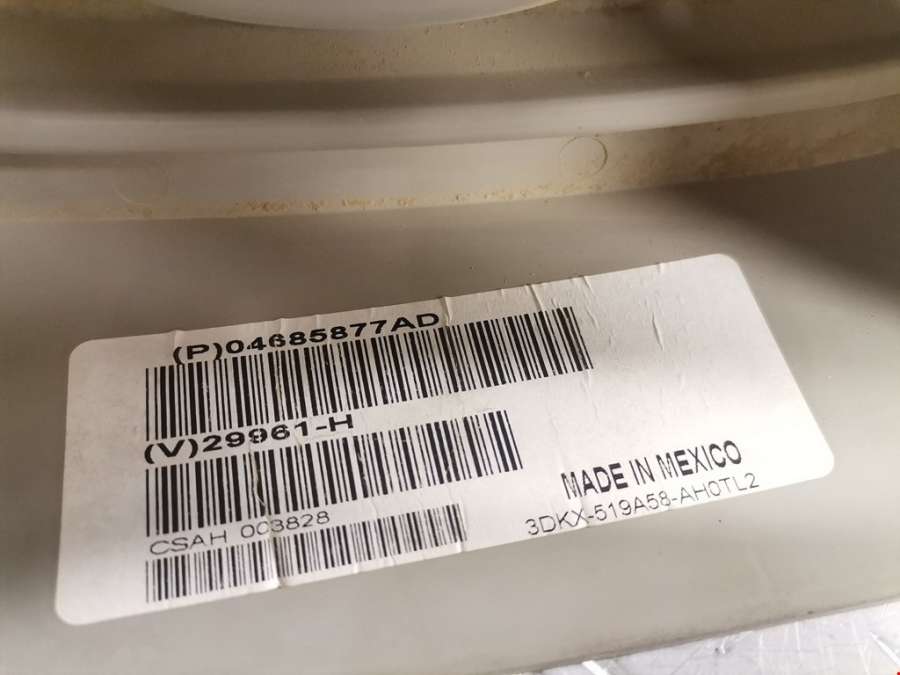 (P)04685877AD
(V)29961-H
CSAH 003828
MADE IN MEXICO
3DKX-519A58-AH0TL2